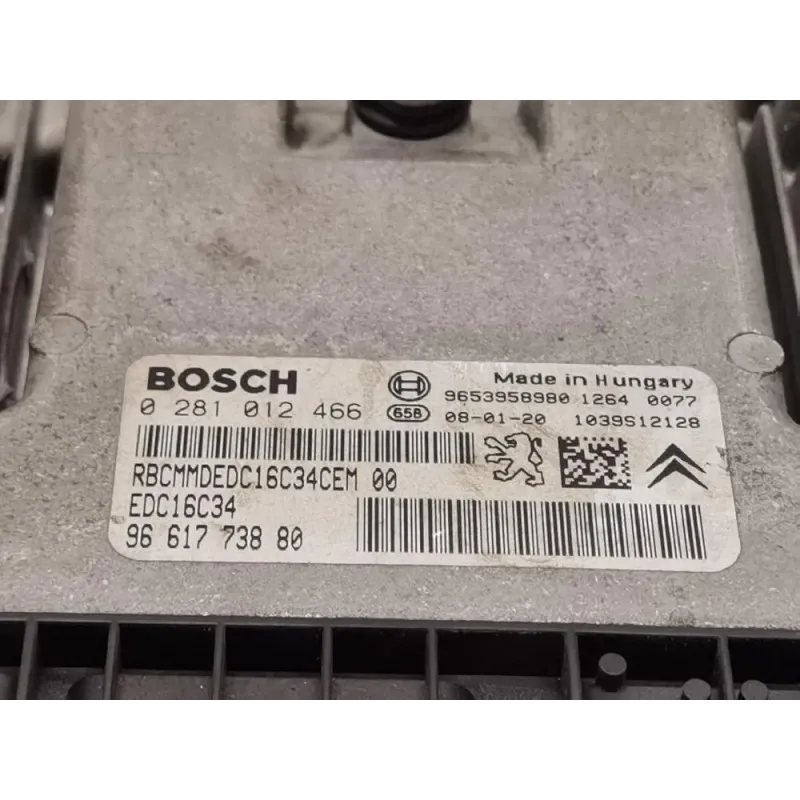 BOSCH
Made in Hungary
0 281 012 466
9653958980 1264 0077
65B 08-01-20 1039S12128
RBCMMDEDC16C34CEM 00
EDC16C34
96 617 738 80